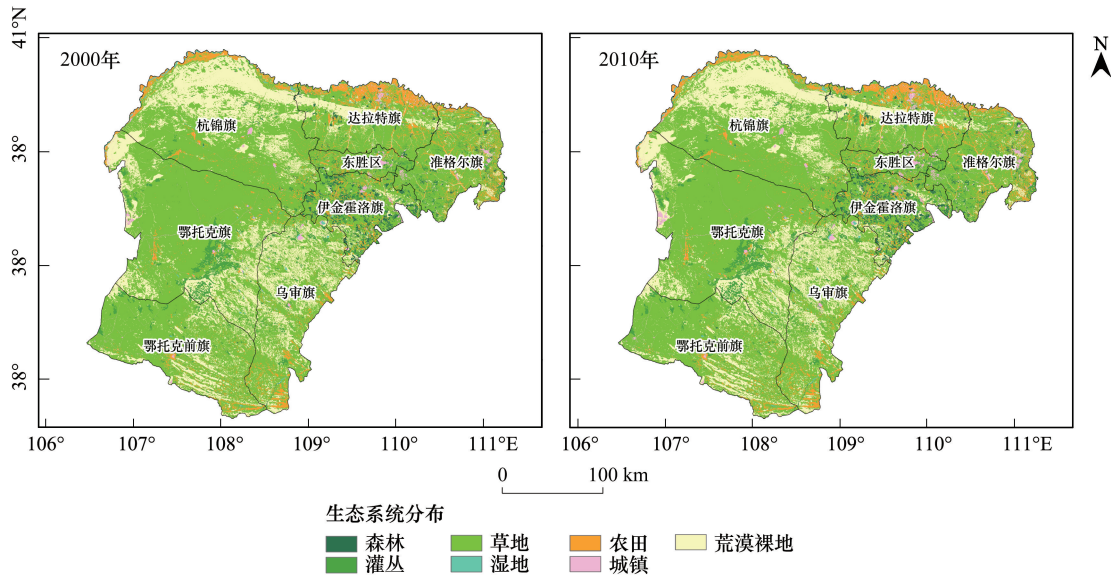 41°N
38°
38°
38°
2000年
杭锦旗
达拉特旗
东胜区
准格尔旗
伊金霍洛旗
鄂托克旗
乌审旗
鄂托克前旗
106°
107°
108°
109°
110°
111°E
2010年
N
杭锦旗
达拉特旗
东胜区
准格尔旗
伊金霍洛旗
鄂托克旗
乌审旗
鄂托克前旗
106°
107°
108°
109°
110°
111°E
0 100 km
生态系统分布
森林 草地 农田 荒漠裸地
灌丛 湿地 城镇